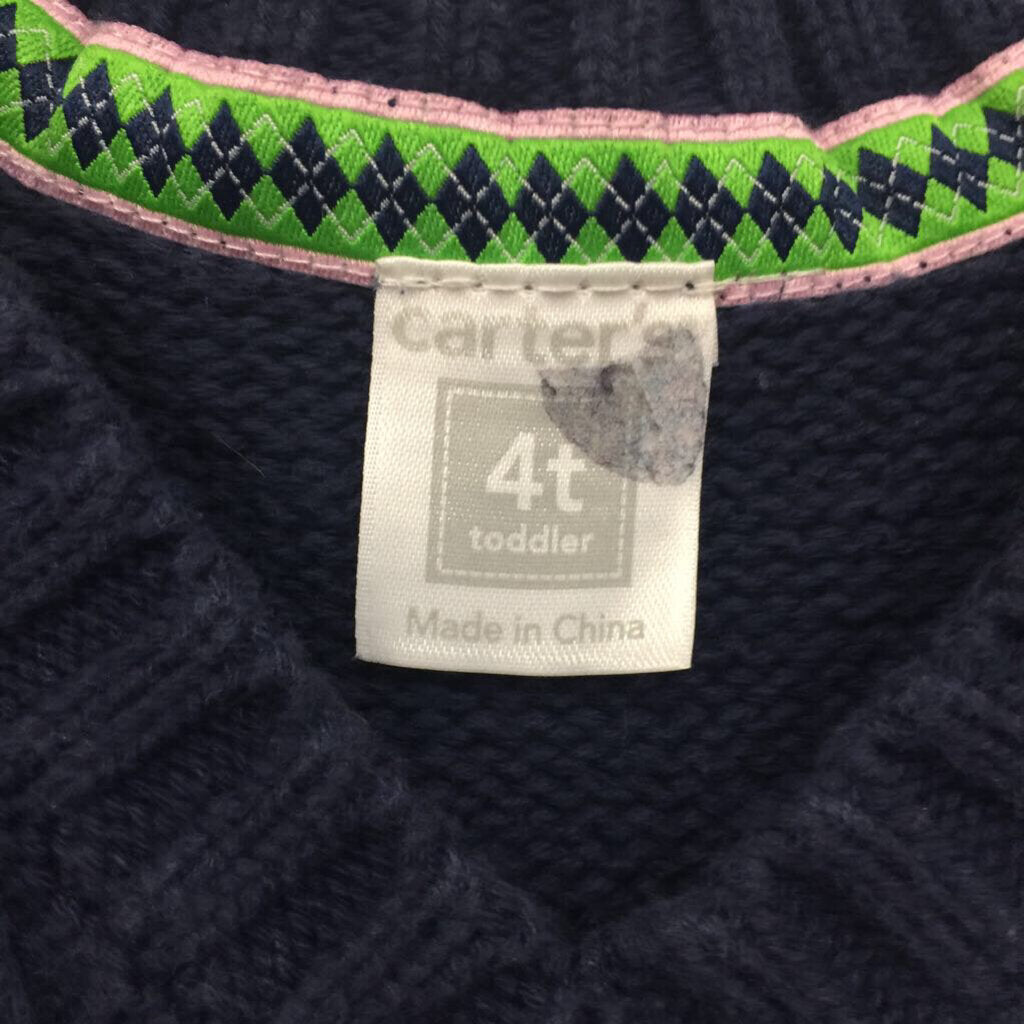 Carter's
4t
toddler
Made in China